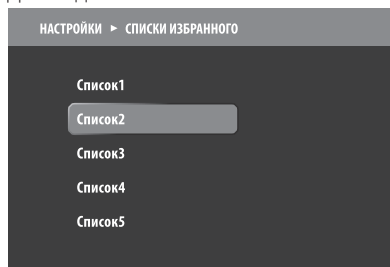 НАСТРОЙКИ ► СПИСКИ ИЗБРАННОГО
Список1
Список2
Список3
Список4
Список5